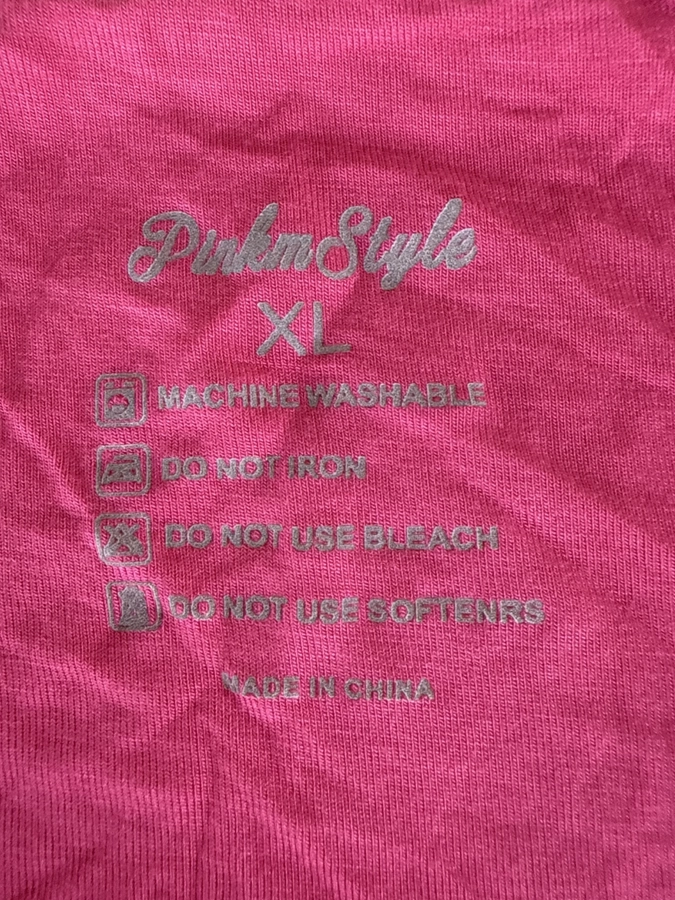 PinkmStyle
XL
MACHINE WASHABLE
DO NOT IRON
DO NOT USE BLEACH
DO NOT USE SOFTENRS
MADE IN CHINA